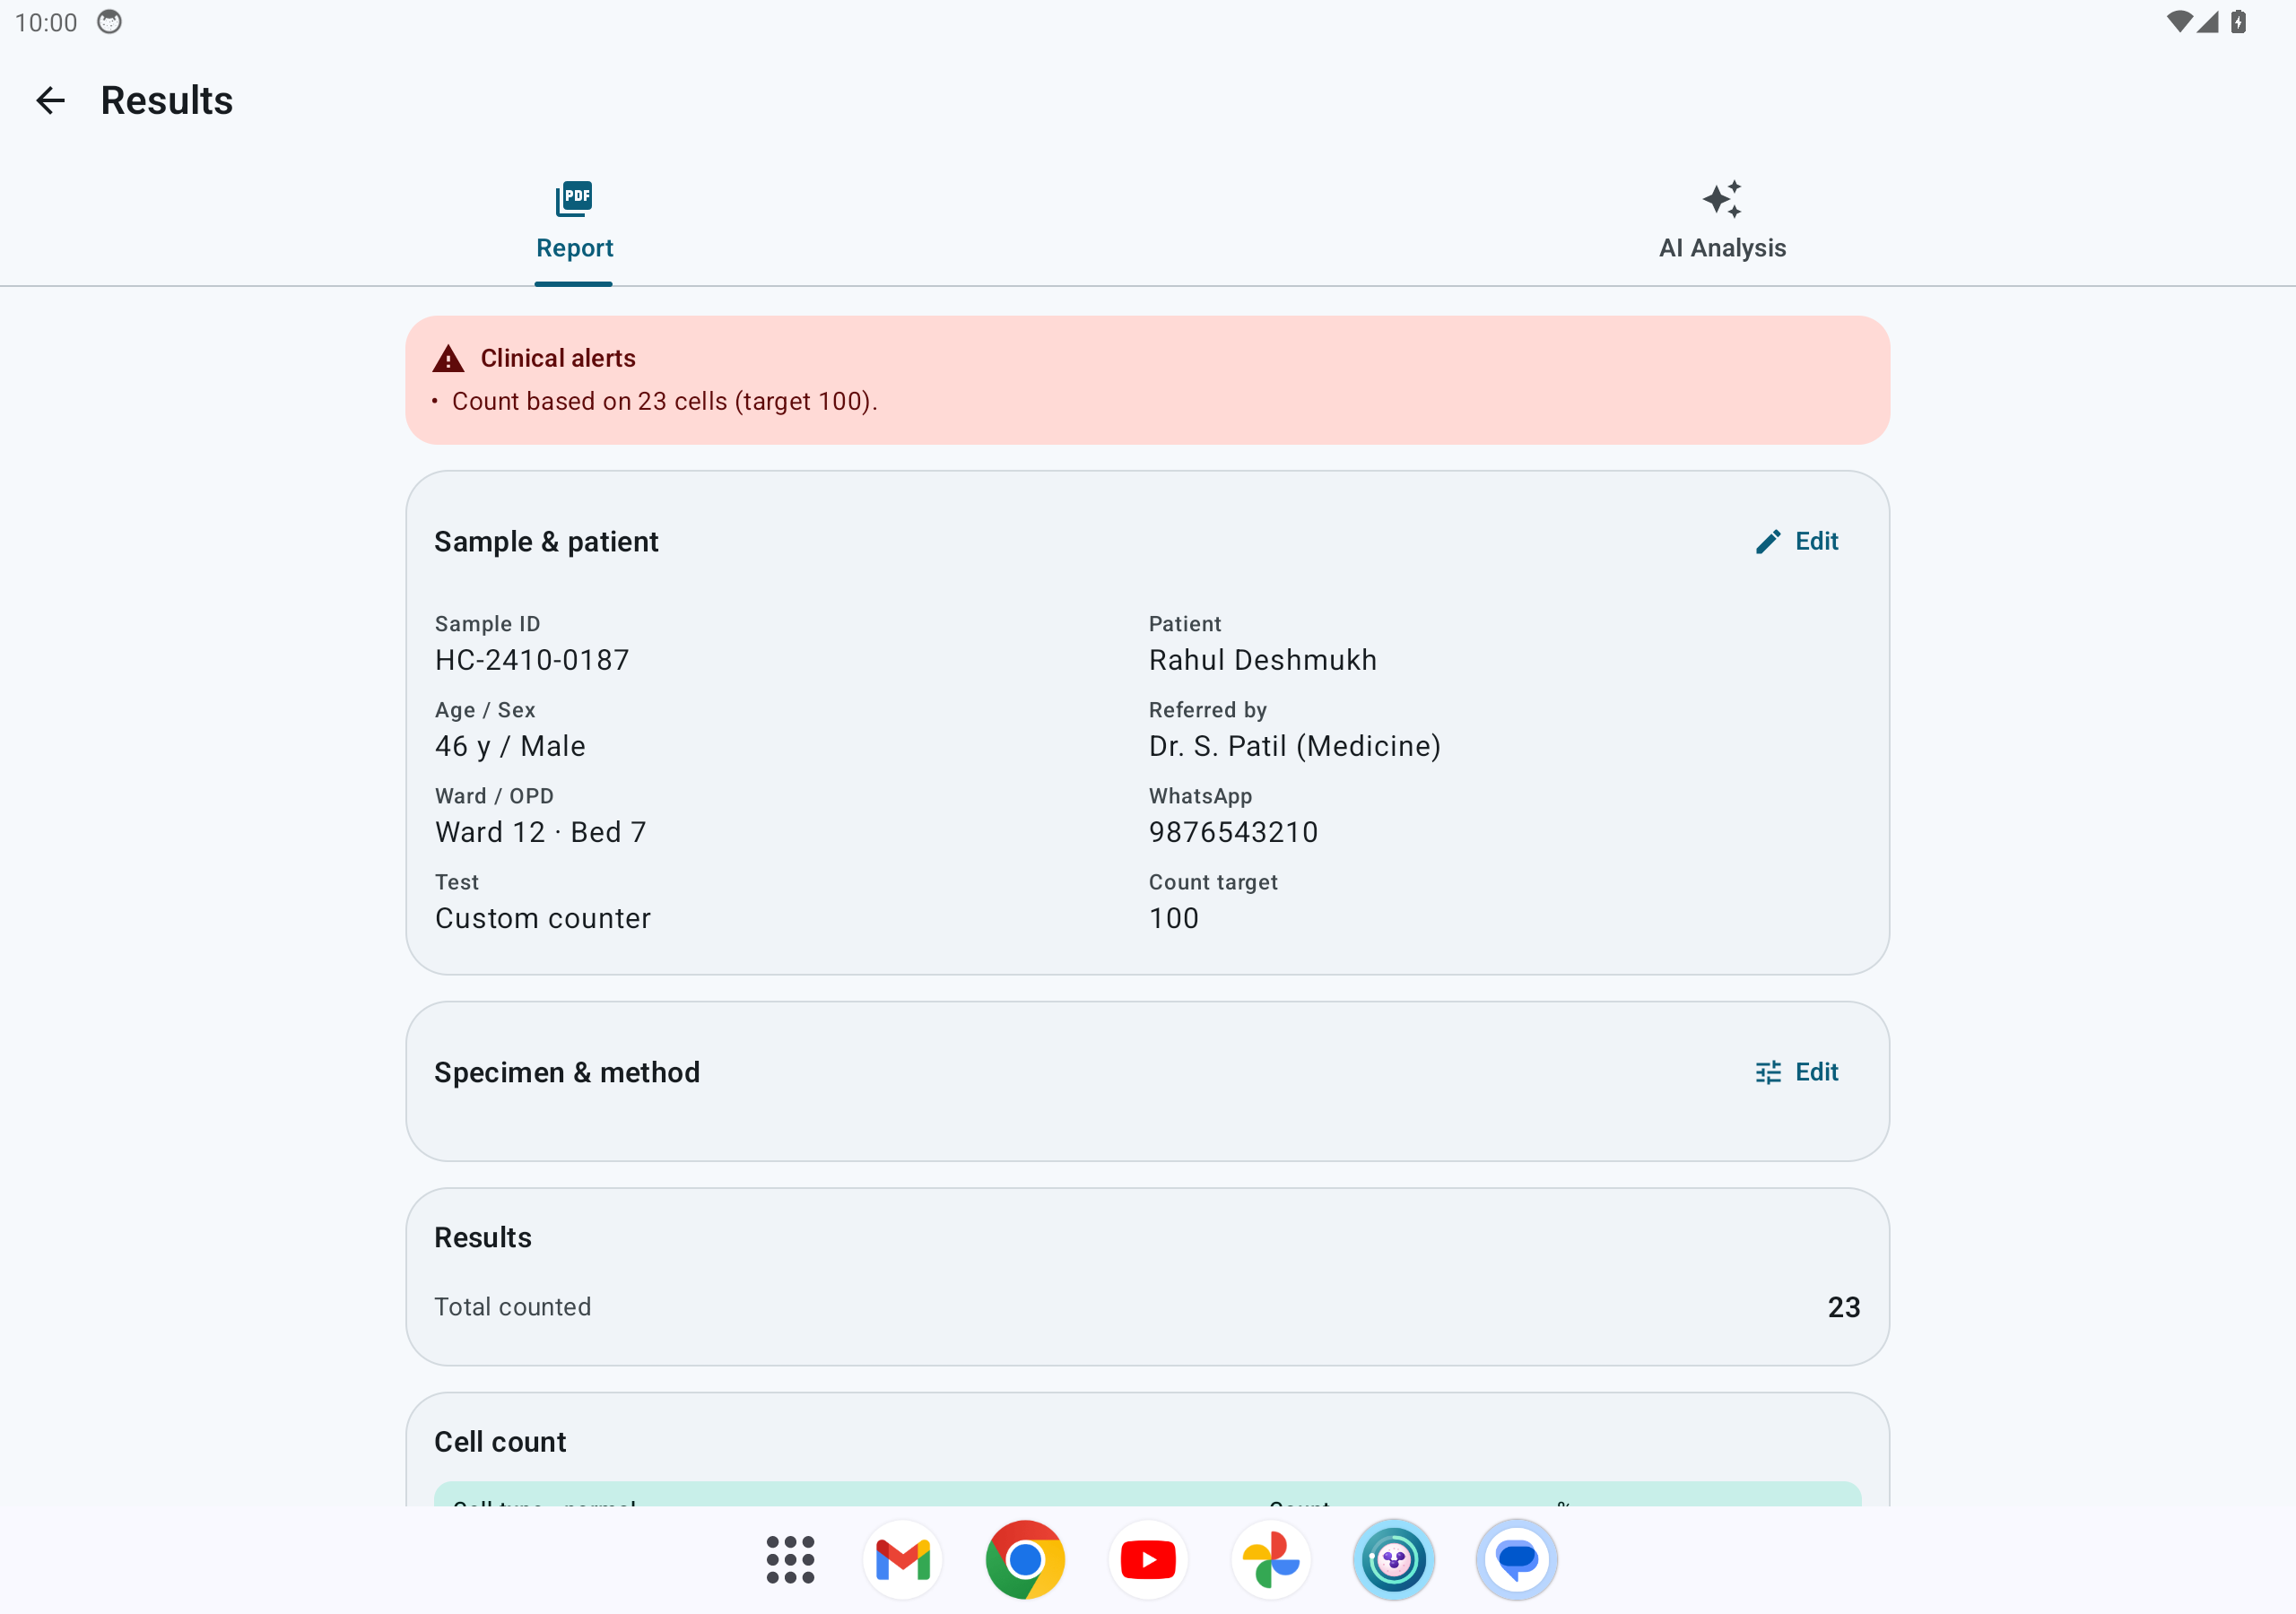 10:00
Results
PDF
Report
AI Analysis
Clinical alerts
• Count based on 23 cells (target 100).
Sample & patient
Edit
Sample ID
HC-2410-0187
Patient
Rahul Deshmukh
Age / Sex
46 y / Male
Referred by
Dr. S. Patil (Medicine)
Ward / OPD
Ward 12 · Bed 7
WhatsApp
9876543210
Test
Custom counter
Count target
100
Specimen & method
Edit
Results
Total counted
23
Cell count
Count
%